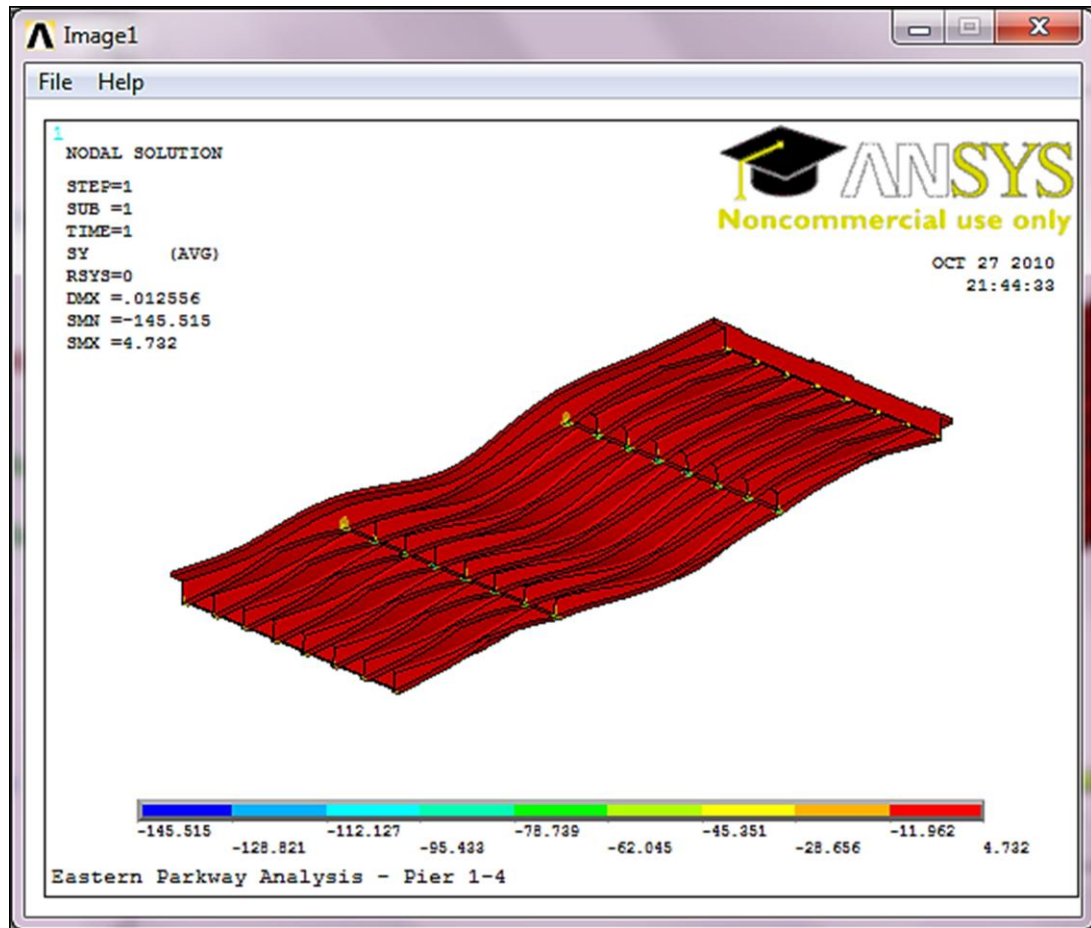 Image1
File Help
1
NODAL SOLUTION
STEP=1
SUB =1
TIME=1
SY (AVG)
RSYS=0
DMX =.012556
SMN =-145.515
SMX =4.732
ANSYS
Noncommercial use only
OCT 27 2010
21:44:33
-145.515 -112.127 -78.739 -45.351 -11.962
-128.821 -95.433 -62.045 -28.656 4.732
Eastern Parkway Analysis - Pier 1-4